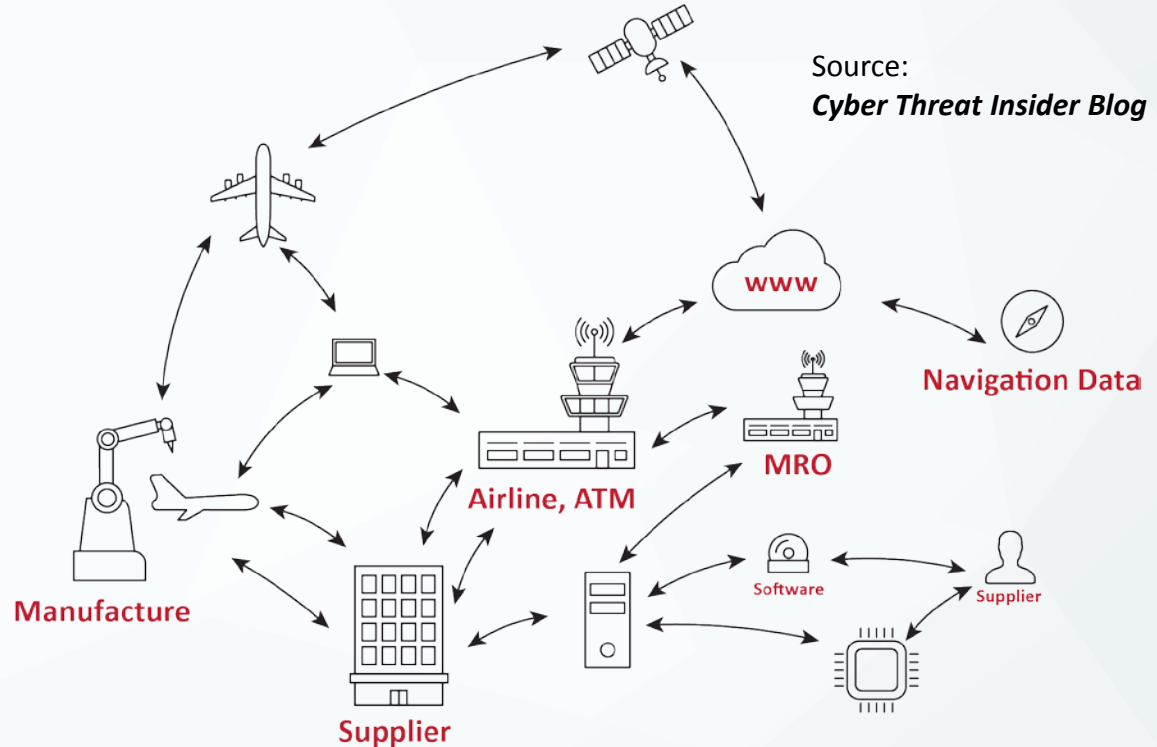 Source:
Cyber Threat Insider Blog
www
Navigation Data
Airline, ATM
MRO
Software
Supplier
Manufacture
Supplier